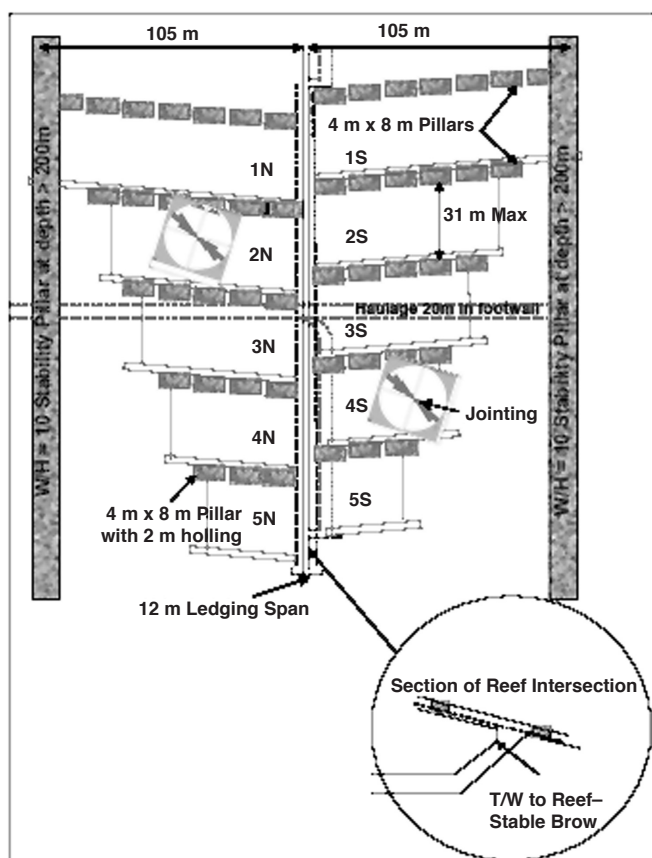 105 m
105 m
4 m x 8 m Pillars
1N
1S
31 m Max
2N
2S
Haulage 20m in footwall
W/H = 10 Stability Pillar at depth > 200m
W/H = 10 Stability Pillar at depth > 200m
3N
3S
4S
Jointing
4N
4 m x 8 m Pillar
with 2 m holling
5N
5S
12 m Ledging Span
Section of Reef Intersection
T/W to Reef–
Stable Brow